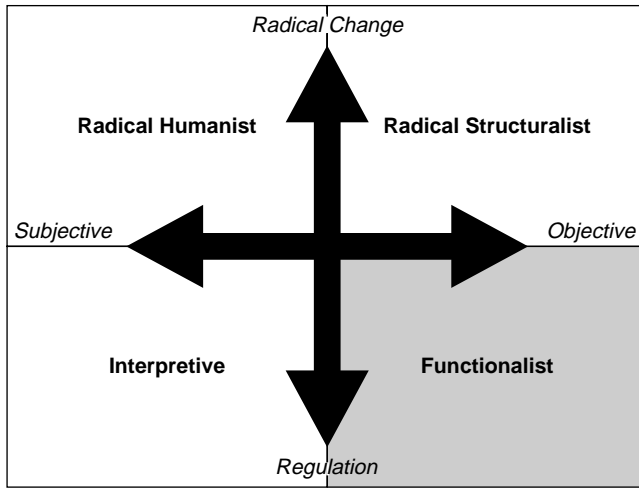 Radical Change
Radical Humanist
Radical Structuralist
Subjective
Objective
Interpretive
Functionalist
Regulation